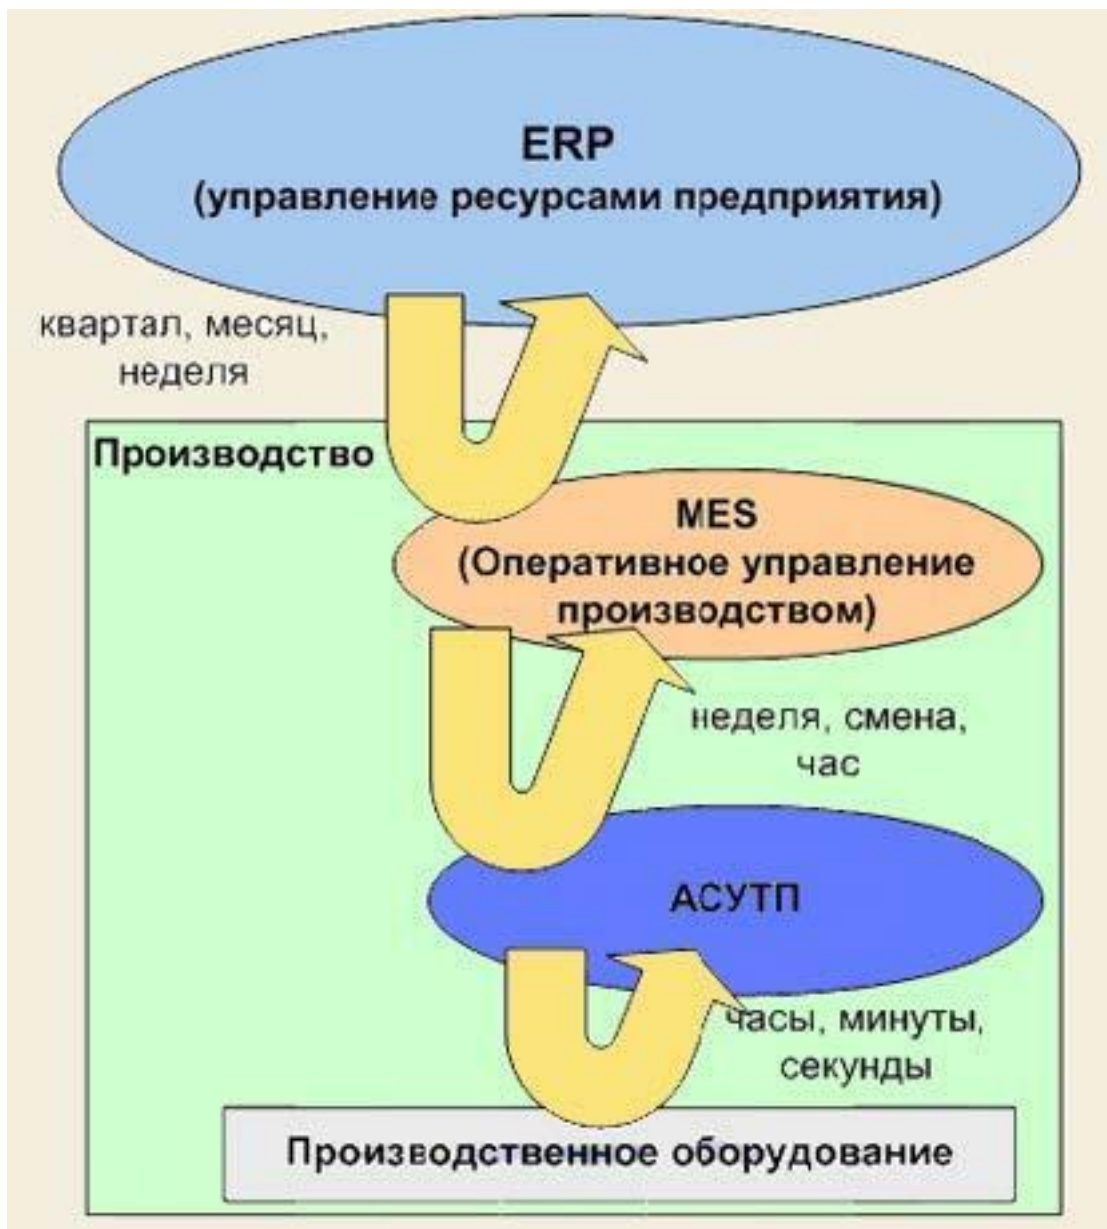 ERP
(управление ресурсами предприятия)
квартал, месяц,
неделя
Производство
MES
(Оперативное управление
производством)
неделя, смена,
час
АСУТП
часы, минуты,
секунды
Производственное оборудование